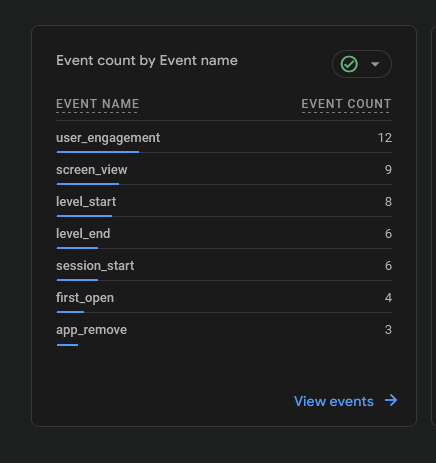 Event count by Event name
EVENT NAME EVENT COUNT
user_engagement 12
screen_view 9
level_start 8
level_end 6
session_start 6
first_open 4
app_remove 3
View events